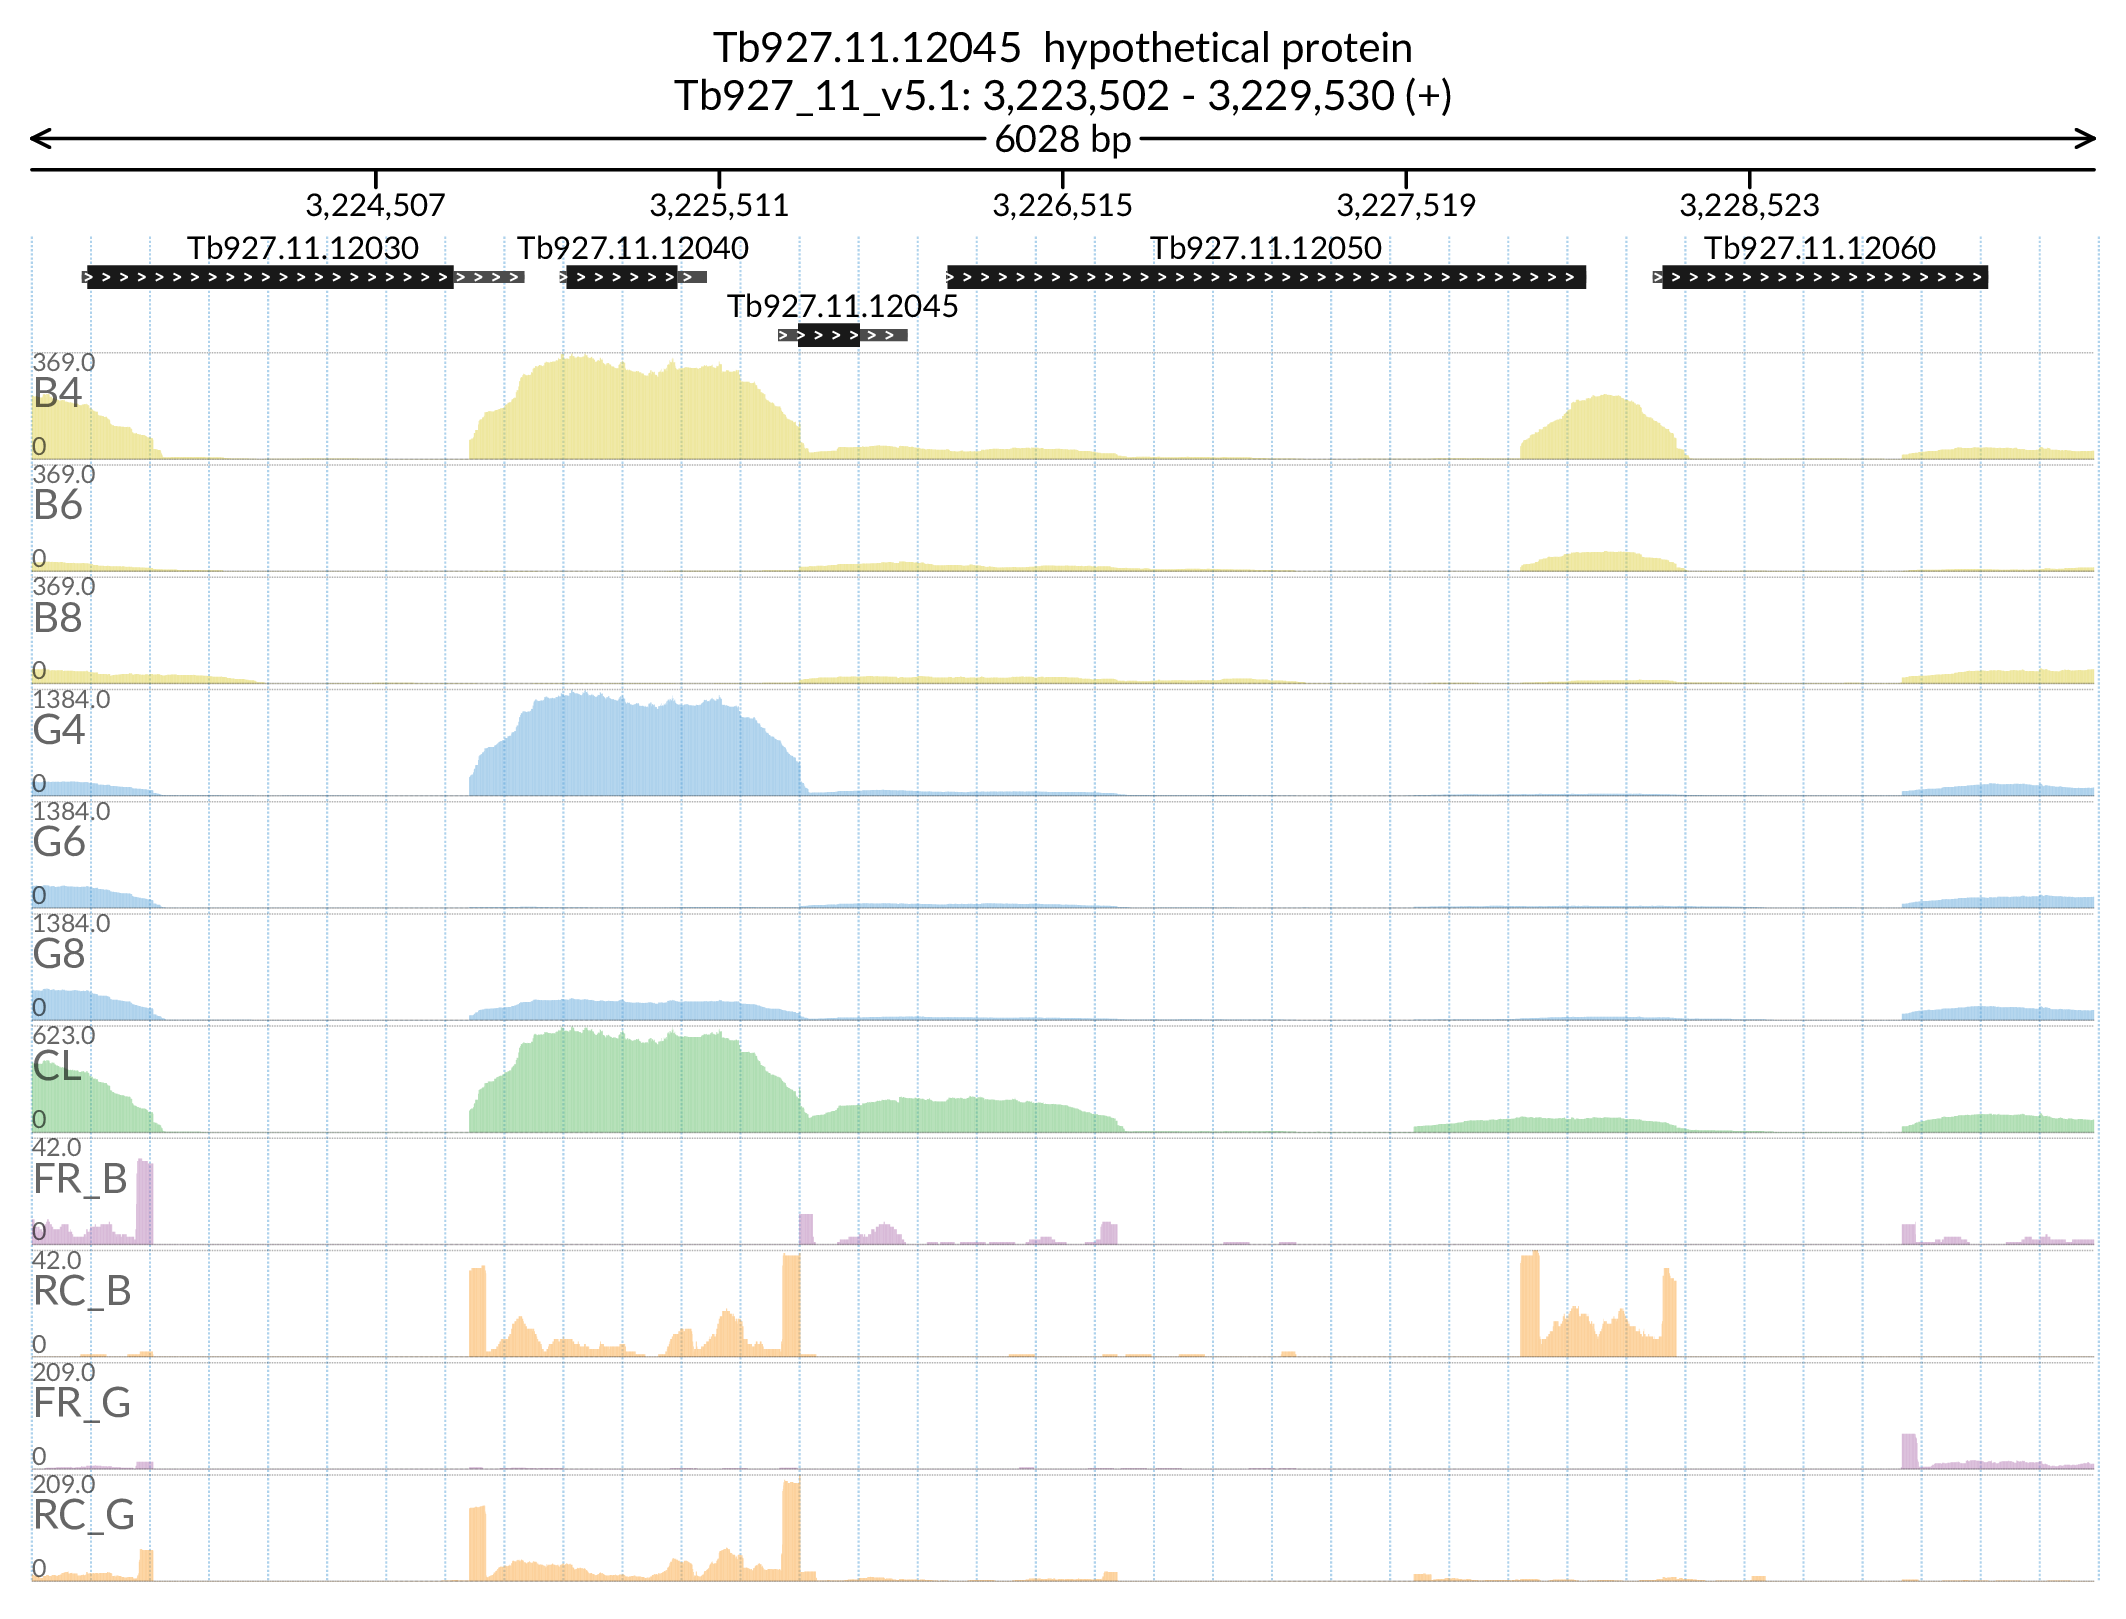 Tb927.11.12045 hypothetical protein
Tb927_11_v5.1: 3,223,502 - 3,229,530 (+)
6028 bp
3,224,507 3,225,511 3,226,515 3,227,519 3,228,523
Tb927.11.12030 Tb927.11.12040 Tb927.11.12050 Tb927.11.12060
Tb927.11.12045
369.0
B4
0
369.0
B6
0
369.0
B8
0
1384.0
G4
0
1384.0
G6
0
1384.0
G8
0
623.0
CL
0
42.0
FR_B
0
42.0
RC_B
0
209.0
FR_G
0
209.0
RC_G
0